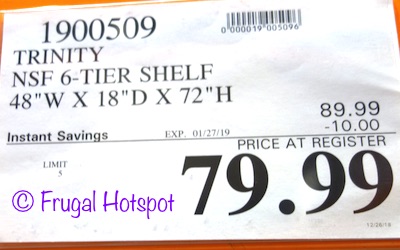 1900509
0000019005096
TRINITY
NSF 6-TIER SHELF
48"W X 18"D X 72"H
89.99
Instant Savings EXP. 01/27/19 -10.00
PRICE AT REGISTER
LIMIT
5
79.99
© Frugal Hotspot
12/26/18